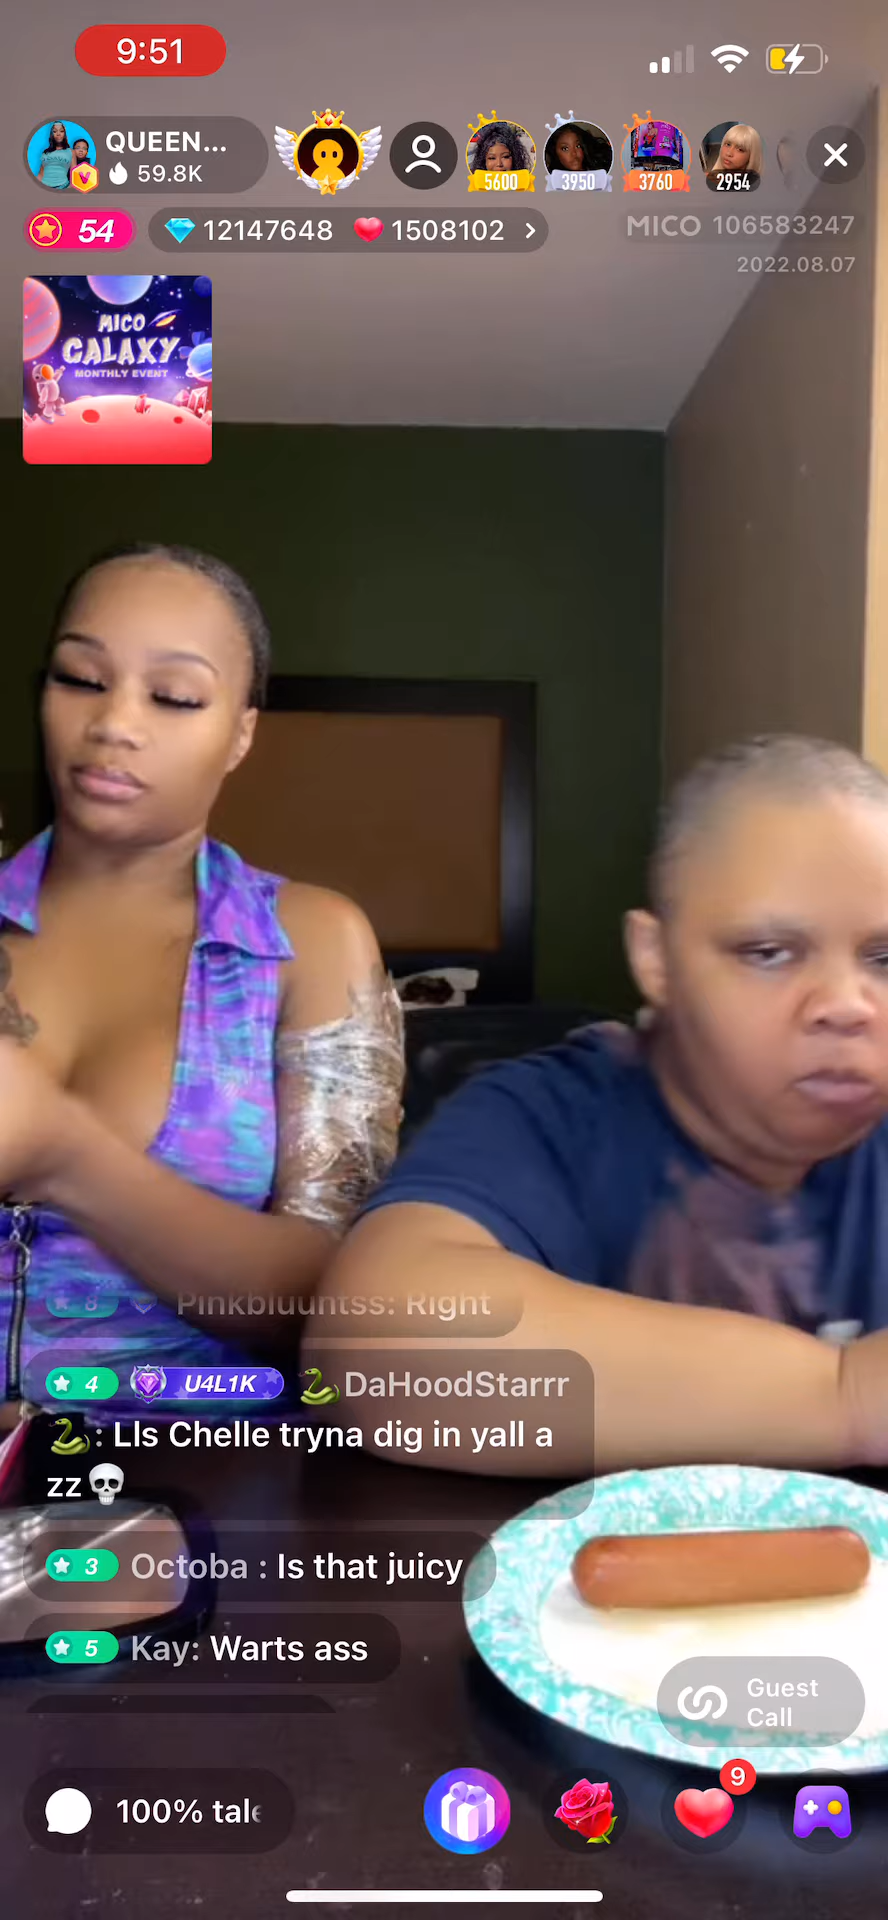 9:51
QUEEN...
59.8K
5600
3950
3760
2954
54
12147648
1508102
MICO 106583247
2022.08.07
MICO
GALAXY
MONTHLY EVENT
8 Pinkbluuntss: Right
4 U4L1K 🐍DaHoodStarrr
🐍: Lls Chelle tryna dig in yall a
zz💀
3 Octoba : Is that juicy
5 Kay: Warts ass
Guest
Call
9
100% tale